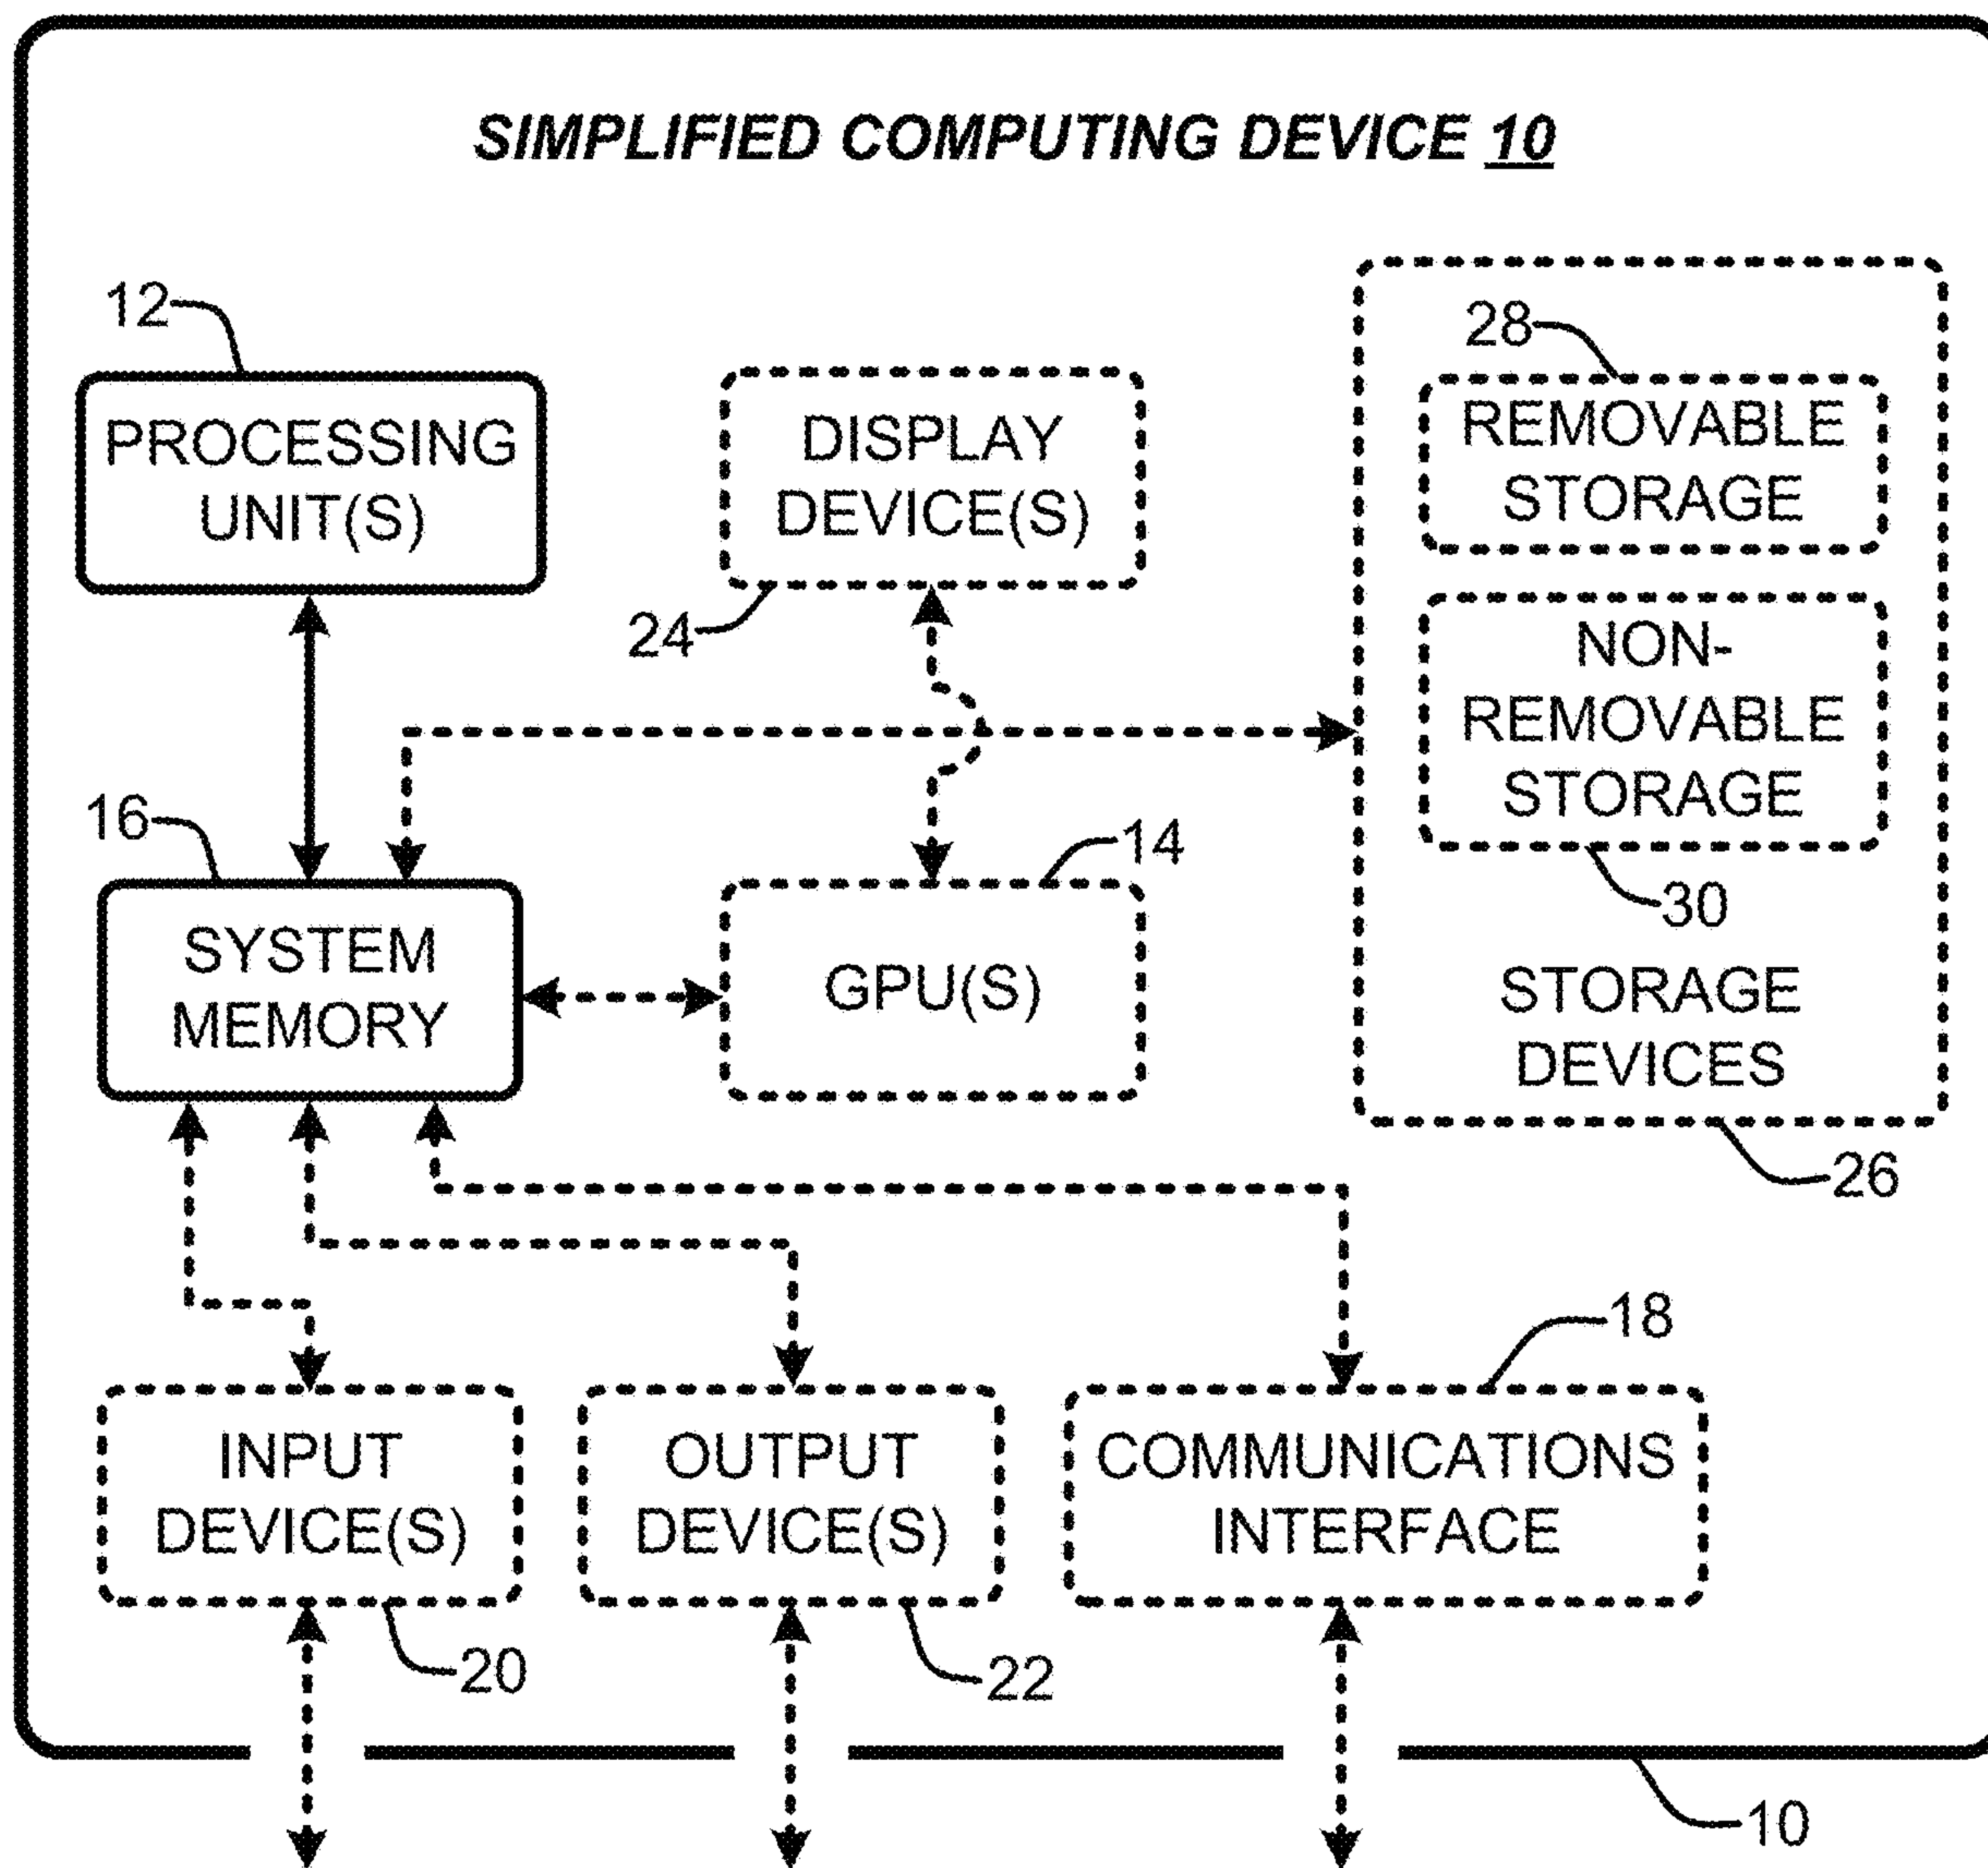 SIMPLIFIED COMPUTING DEVICE 10
12
PROCESSING
UNIT(S)
DISPLAY
DEVICE(S)
24
28
REMOVABLE
STORAGE
NON-
REMOVABLE
STORAGE
30
STORAGE
DEVICES
26
16
SYSTEM
MEMORY
14
GPU(S)
18
INPUT
DEVICE(S)
20
OUTPUT
DEVICE(S)
22
COMMUNICATIONS
INTERFACE
10